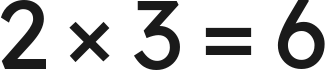 2 × 3 = 6